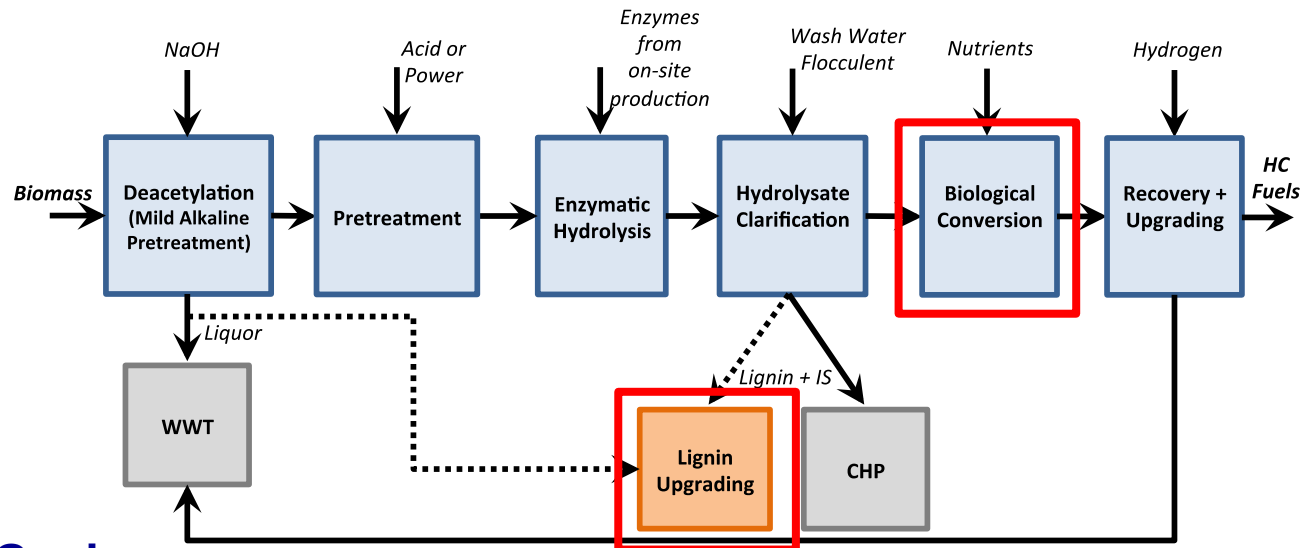 NaOH
Acid or
Power
Enzymes
from
on-site
production
Wash Water
Flocculent
Nutrients
Hydrogen
Biomass
Deacetylation
(Mild Alkaline
Pretreatment)
Pretreatment
Enzymatic
Hydrolysis
Hydrolysate
Clarification
Biological
Conversion
Recovery +
Upgrading
HC
Fuels
Liquor
Lignin + IS
WWT
Lignin
Upgrading
CHP